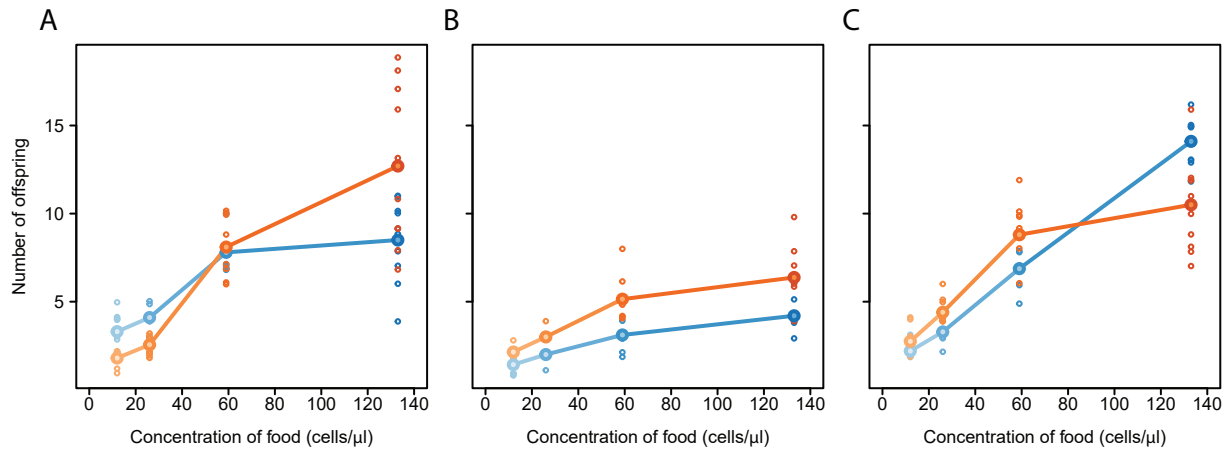 A
B
C
Number of offspring
15
10
5
0 20 40 60 80 100 120 140
0 20 40 60 80 100 120 140
0 20 40 60 80 100 120 140
Concentration of food (cells/µl)
Concentration of food (cells/µl)
Concentration of food (cells/µl)